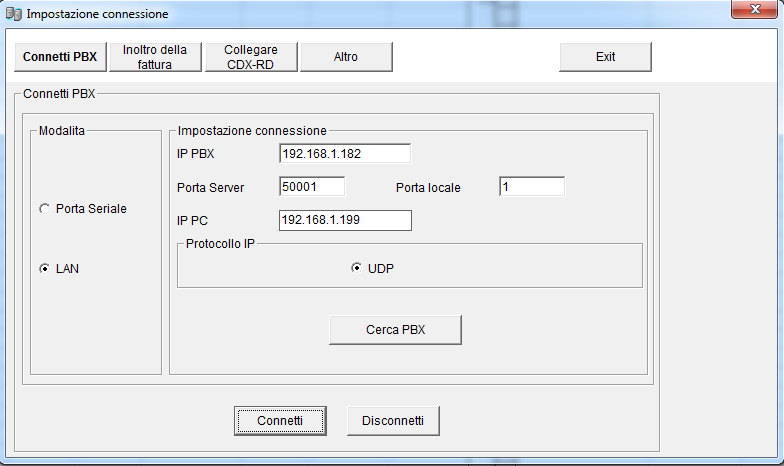 Impostazione connessione
Connetti PBX
Inoltro della
fattura
Collegare
CDX-RD
Altro
Exit
Connetti PBX
Modalita
Porta Seriale
LAN
Impostazione connessione
IP PBX
192.168.1.182
Porta Server
50001
Porta locale
1
IP PC
192.168.1.199
Protocollo IP
UDP
Cerca PBX
Connetti
Disconnetti